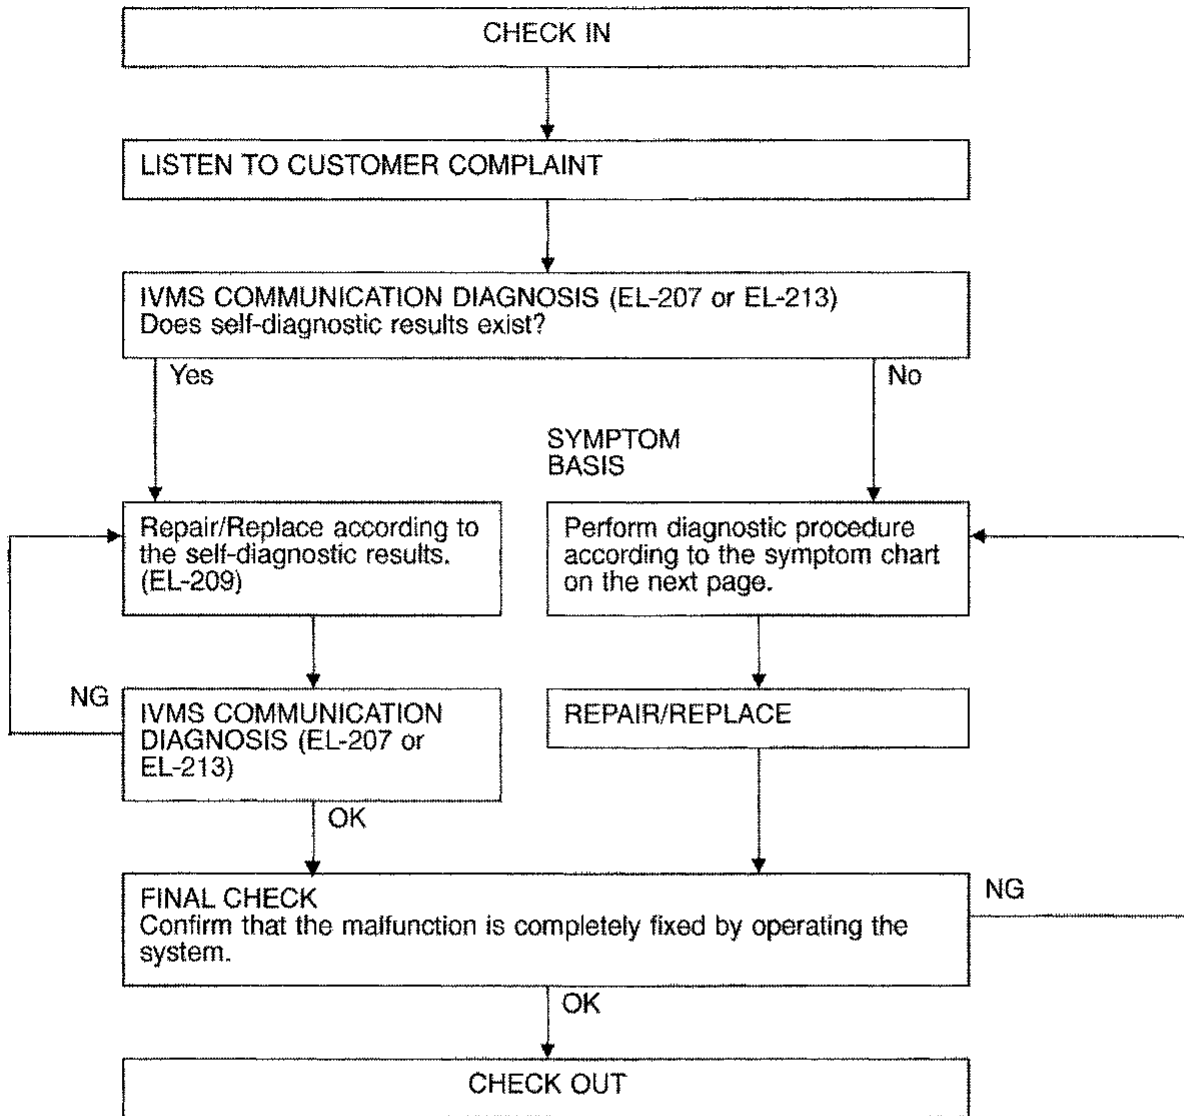 CHECK IN
LISTEN TO CUSTOMER COMPLAINT
IVMS COMMUNICATION DIAGNOSIS (EL-207 or EL-213)
Does self-diagnostic results exist?
Yes
No
SYMPTOM
BASIS
Repair/Replace according to
the self-diagnostic results.
(EL-209)
Perform diagnostic procedure
according to the symptom chart
on the next page.
NG
IVMS COMMUNICATION
DIAGNOSIS (EL-207 or
EL-213)
REPAIR/REPLACE
OK
FINAL CHECK
Confirm that the malfunction is completely fixed by operating the
system.
NG
OK
CHECK OUT